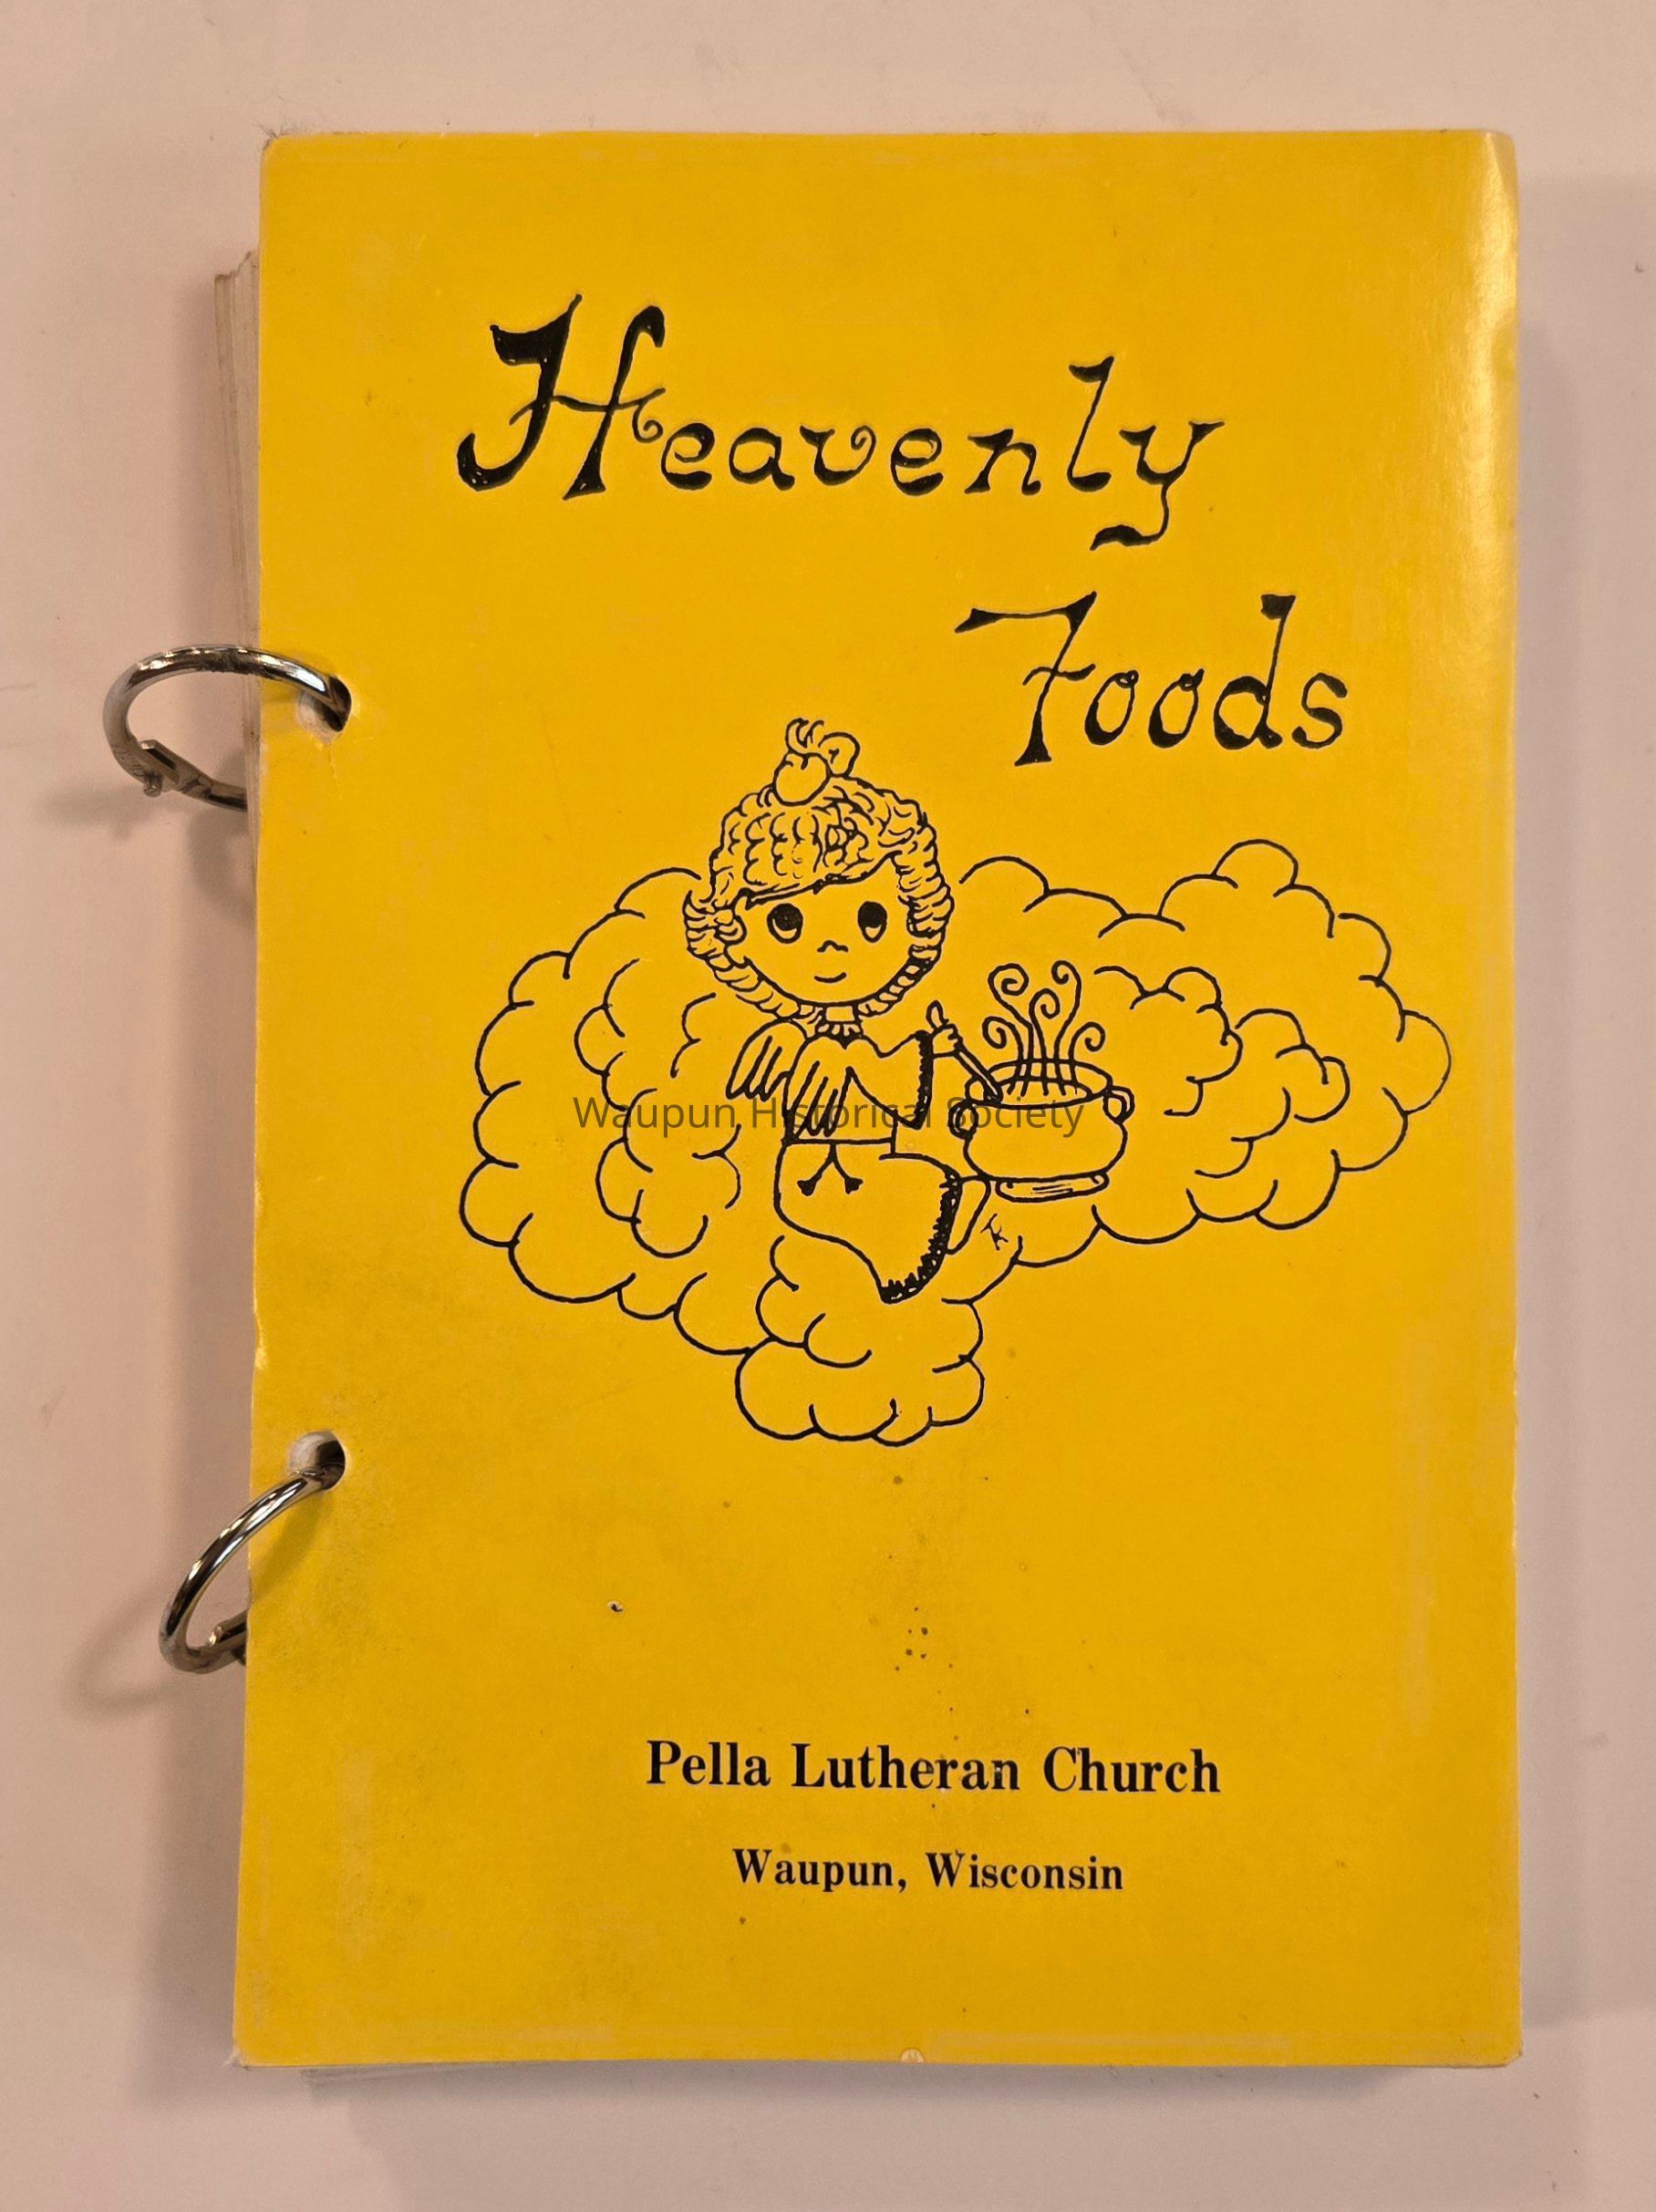 Heavenly
Foods
Waupun Historical Society
Pella Lutheran Church
Waupun, Wisconsin